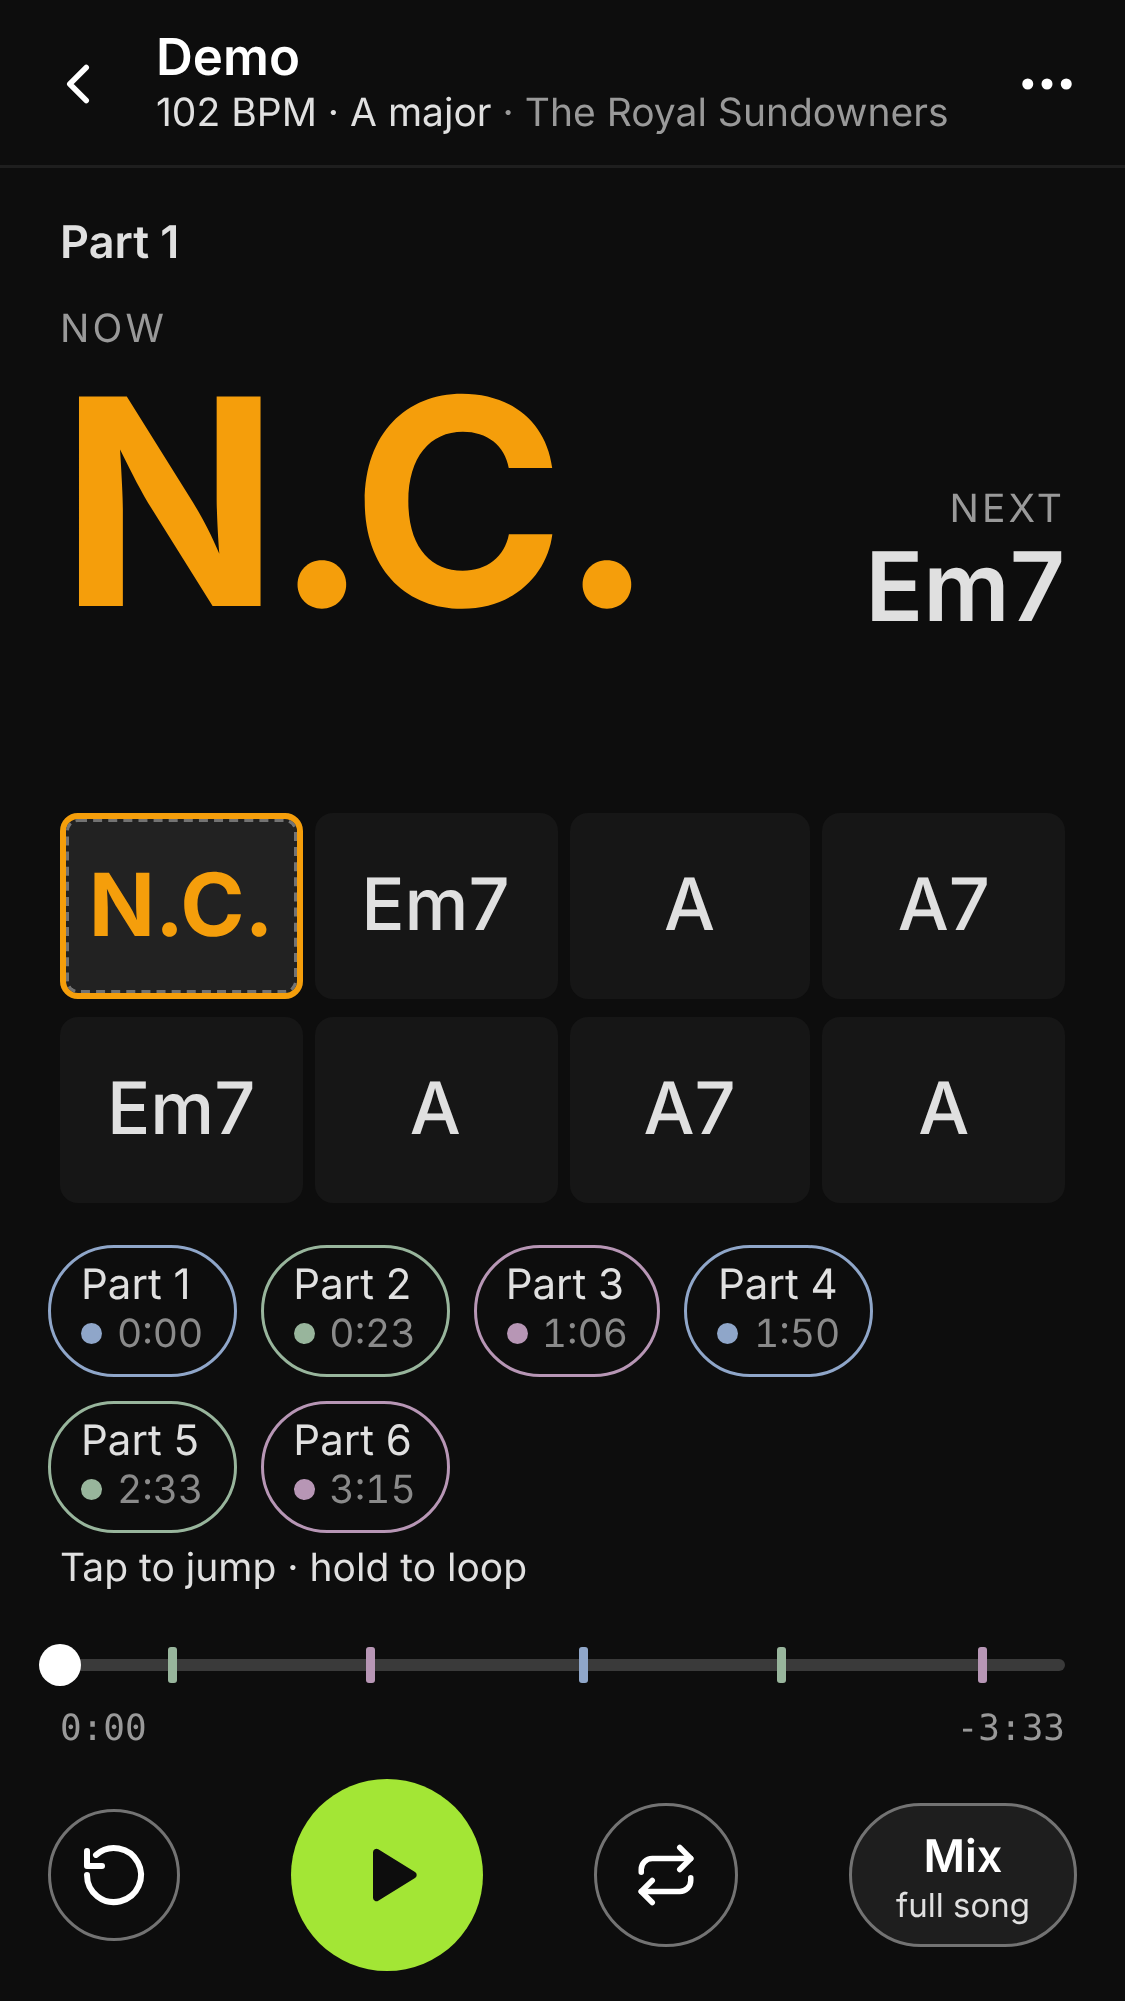 Demo
102 BPM · A major · The Royal Sundowners
Part 1
NOW
N.C.
NEXT
Em7
N.C. Em7 A A7
Em7 A A7 A
Part 1 Part 2 Part 3 Part 4
0:00 0:23 1:06 1:50
Part 5 Part 6
2:33 3:15
Tap to jump · hold to loop
0:00 -3:33
Mix
full song